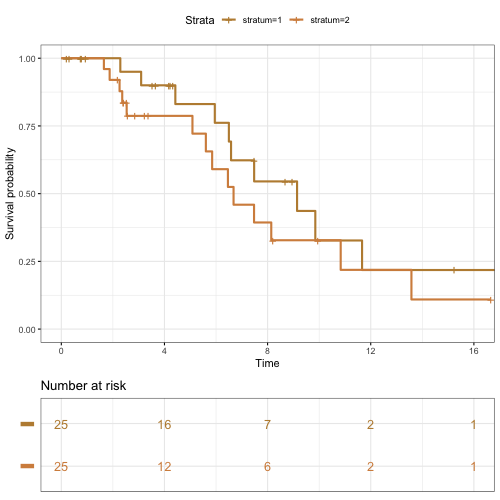 Strata stratum=1 stratum=2
1.00
0.75
0.50
0.25
0.00
Survival probability
0 4 8 12 16
Time
Number at risk
25 16 7 2 1
25 12 6 2 1